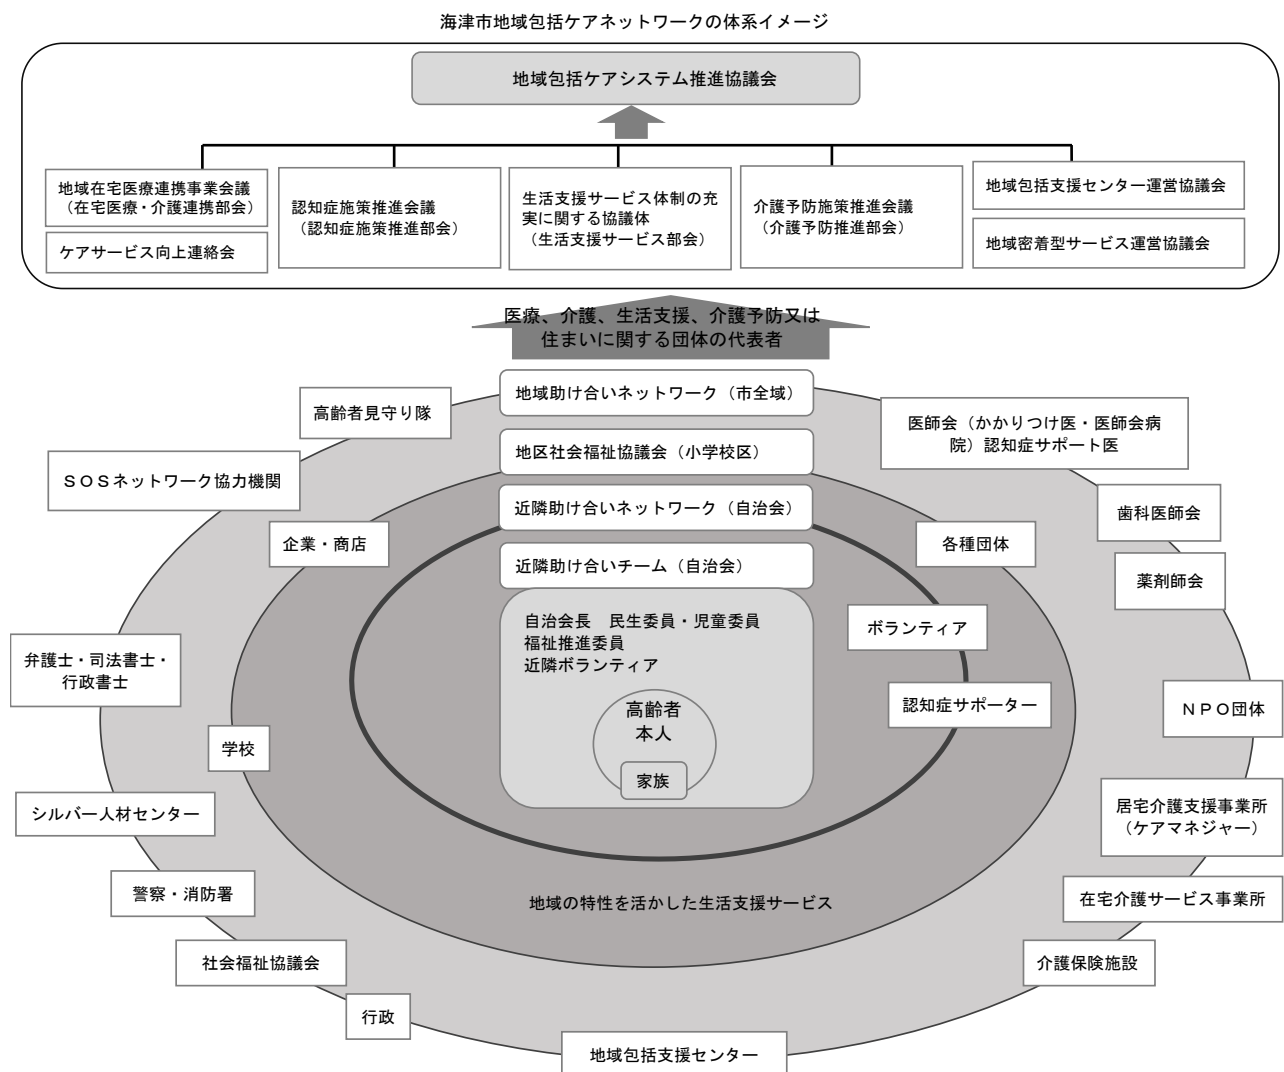 海津市地域包括ケアネットワークの体系イメージ
地域包括ケアシステム推進協議会
地域在宅医療連携事業会議
（在宅医療・介護連携部会）
ケアサービス向上連絡会
認知症施策推進会議
（認知症施策推進部会）
生活支援サービス体制の充
実に関する協議体
（生活支援サービス部会）
介護予防施策推進会議
（介護予防推進部会）
地域包括支援センター運営協議会
地域密着型サービス運営協議会
医療、介護、生活支援、介護予防又は
住まいに関する団体の代表者
地域助け合いネットワーク（市全域）
地区社会福祉協議会（小学校区）
近隣助け合いネットワーク（自治会）
近隣助け合いチーム（自治会）
自治会長　民生委員・児童委員
福祉推進委員
近隣ボランティア
高齢者
本人
家族
高齢者見守り隊
ＳＯＳネットワーク協力機関
企業・商店
弁護士・司法書士・
行政書士
学校
シルバー人材センター
警察・消防署
社会福祉協議会
行政
地域包括支援センター
医師会（かかりつけ医・医師会病
院）認知症サポート医
歯科医師会
薬剤師会
各種団体
ボランティア
認知症サポーター
ＮＰＯ団体
居宅介護支援事業所
（ケアマネジャー）
在宅介護サービス事業所
介護保険施設
地域の特性を活かした生活支援サービス